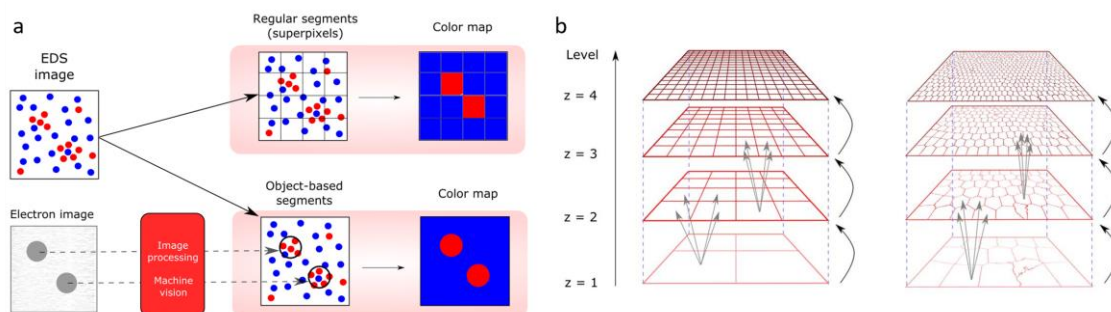 a
EDS
image
Regular segments
(superpixels)
Color map
Electron image
Image
processing
Machine
vision
Object-based
segments
Color map
b
Level
z = 4
z = 3
z = 2
z = 1